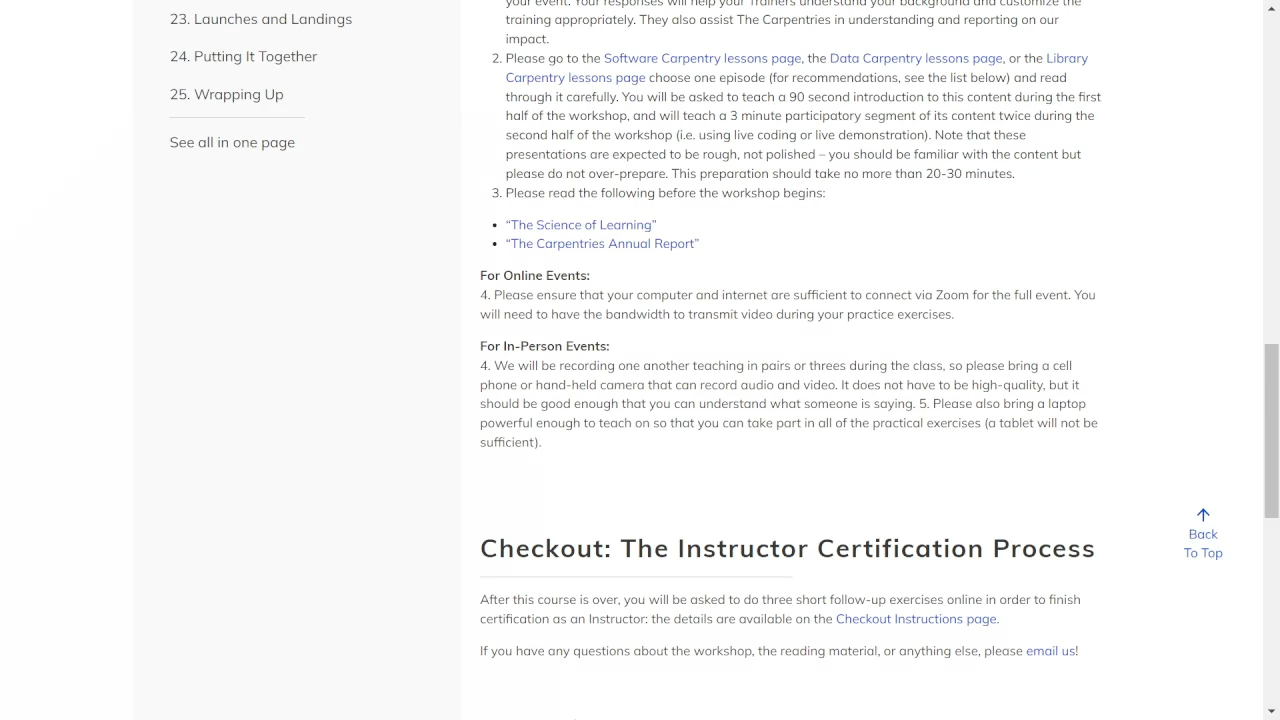 23. Launches and Landings
24. Putting It Together
25. Wrapping Up
See all in one page
your event. Your responses will help your Trainers understand your background and customize the
training appropriately. They also assist The Carpentries in understanding and reporting on our
impact.
2. Please go to the Software Carpentry lessons page, the Data Carpentry lessons page, or the Library
Carpentry lessons page choose one episode (for recommendations, see the list below) and read
through it carefully. You will be asked to teach a 90 second introduction to this content during the first
half of the workshop, and will teach a 3 minute participatory segment of its content twice during the
second half of the workshop (i.e. using live coding or live demonstration). Note that these
presentations are expected to be rough, not polished – you should be familiar with the content but
please do not over-prepare. This preparation should take no more than 20-30 minutes.
3. Please read the following before the workshop begins:
• “The Science of Learning”
• “The Carpentries Annual Report”
For Online Events:
4. Please ensure that your computer and internet are sufficient to connect via Zoom for the full event. You
will need to have the bandwidth to transmit video during your practice exercises.
For In-Person Events:
4. We will be recording one another teaching in pairs or threes during the class, so please bring a cell
phone or hand-held camera that can record audio and video. It does not have to be high-quality, but it
should be good enough that you can understand what someone is saying. 5. Please also bring a laptop
powerful enough to teach on so that you can take part in all of the practical exercises (a tablet will not be
sufficient).
Checkout: The Instructor Certification Process
After this course is over, you will be asked to do three short follow-up exercises online in order to finish
certification as an Instructor: the details are available on the Checkout Instructions page.
If you have any questions about the workshop, the reading material, or anything else, please email us!
Back
To Top